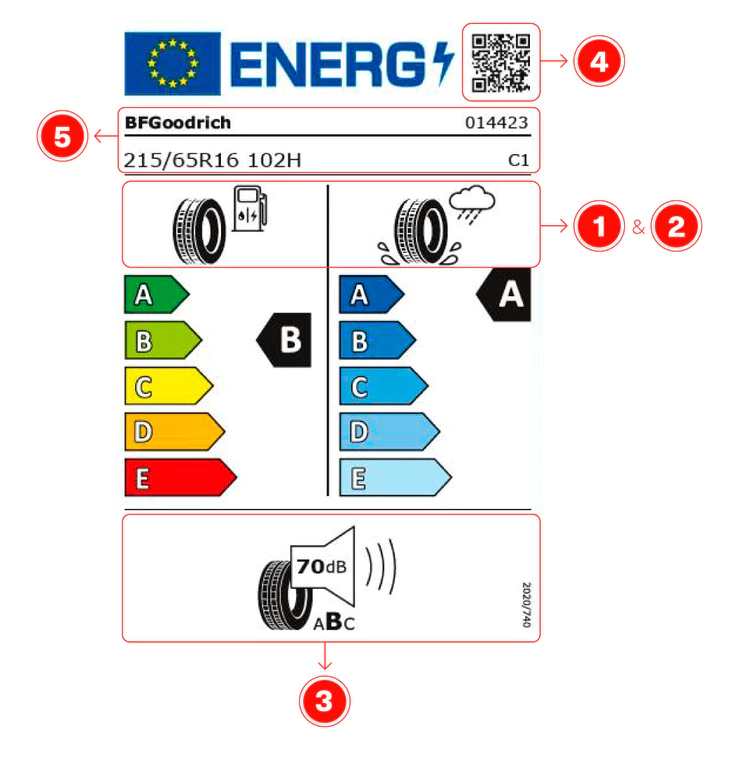 ENERG
4
5
BFGoodrich 014423
215/65R16 102H C1
1 & 2
A A A
B B B
C C
D D
E E
70dB
ABC
2020/740
3